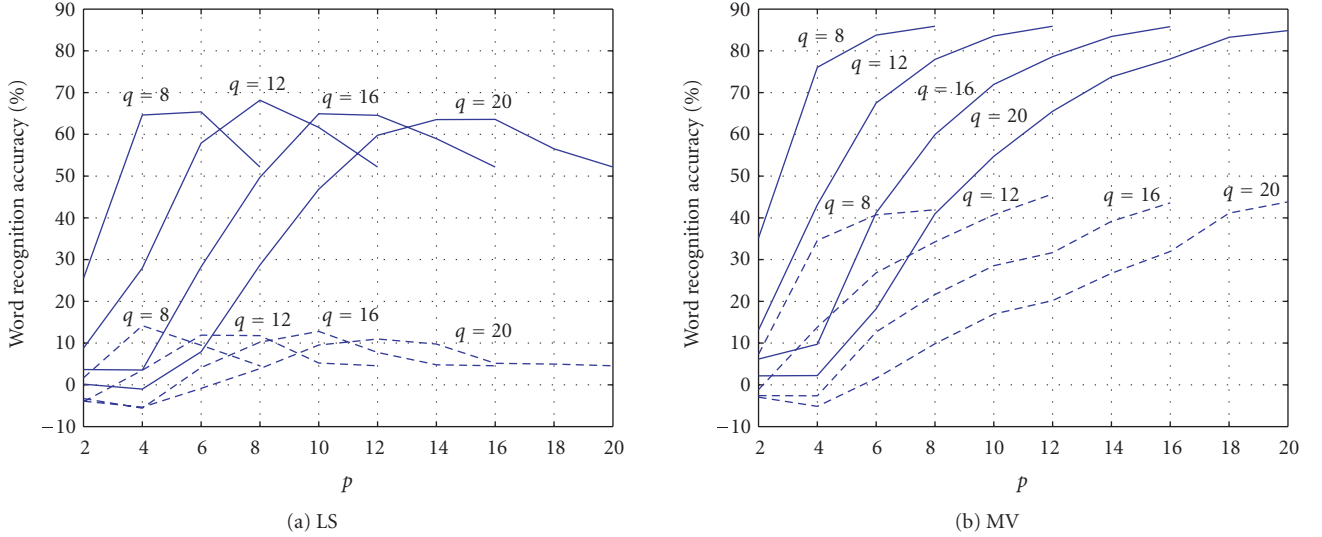 Word recognition accuracy (%)
90
80
70
60
50
40
30
20
10
0
−10
q = 8
q = 12
q = 16
q = 20
q = 8
q = 12
q = 16
q = 20
2 4 6 8 10 12 14 16 18 20
p
(a) LS
Word recognition accuracy (%)
90
80
70
60
50
40
30
20
10
0
−10
q = 8
q = 12
q = 16
q = 20
q = 8
q = 12
q = 16
q = 20
2 4 6 8 10 12 14 16 18 20
p
(b) MV